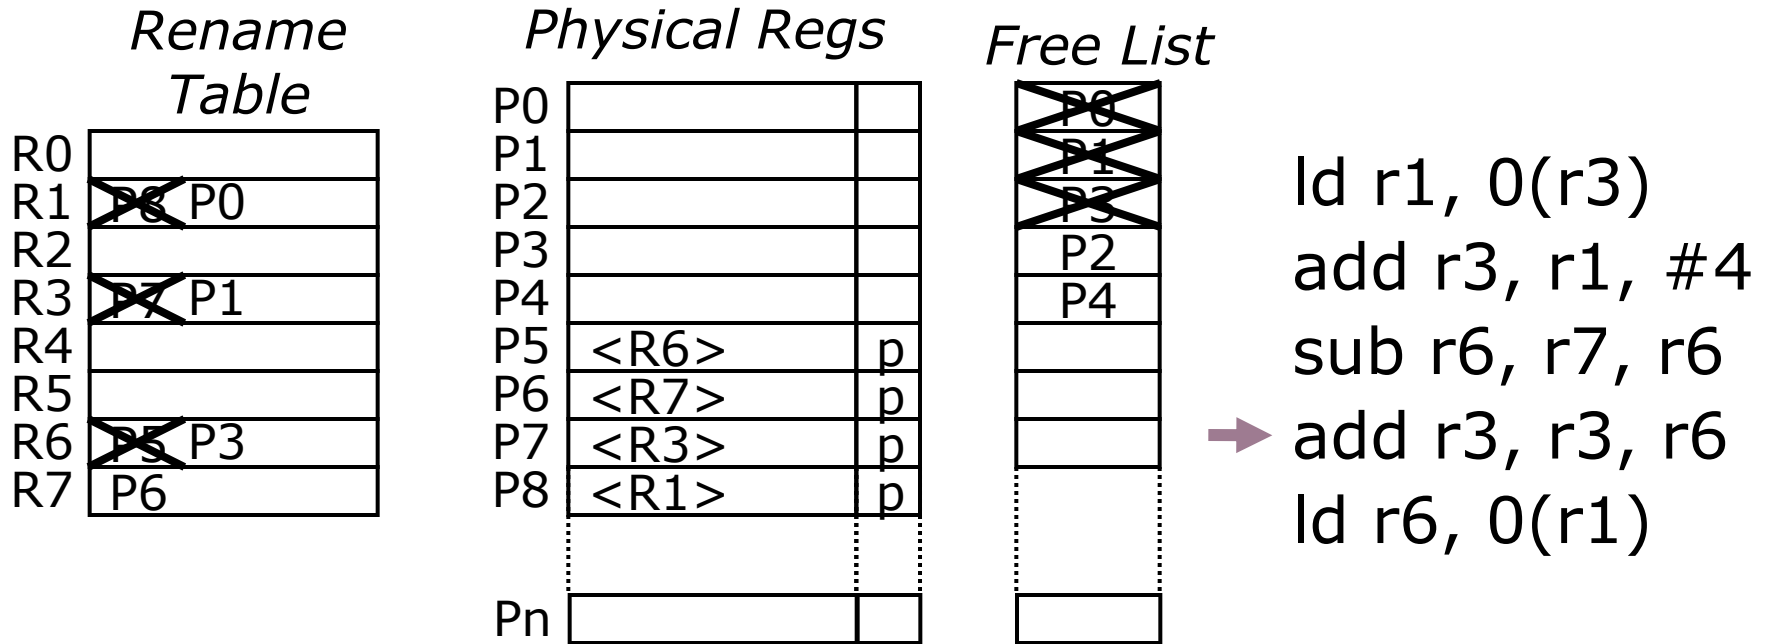 Rename
Table
R0
R1 P8 P0
R2
R3 P7 P1
R4
R5
R6 P5 P3
R7 P6
Physical Regs
P0
P1
P2
P3
P4
P5 <R6> p
P6 <R7> p
P7 <R3> p
P8 <R1> p
Pn
Free List
P0
P1
P3
P2
P4
ld r1, 0(r3)
add r3, r1, #4
sub r6, r7, r6
add r3, r3, r6
ld r6, 0(r1)